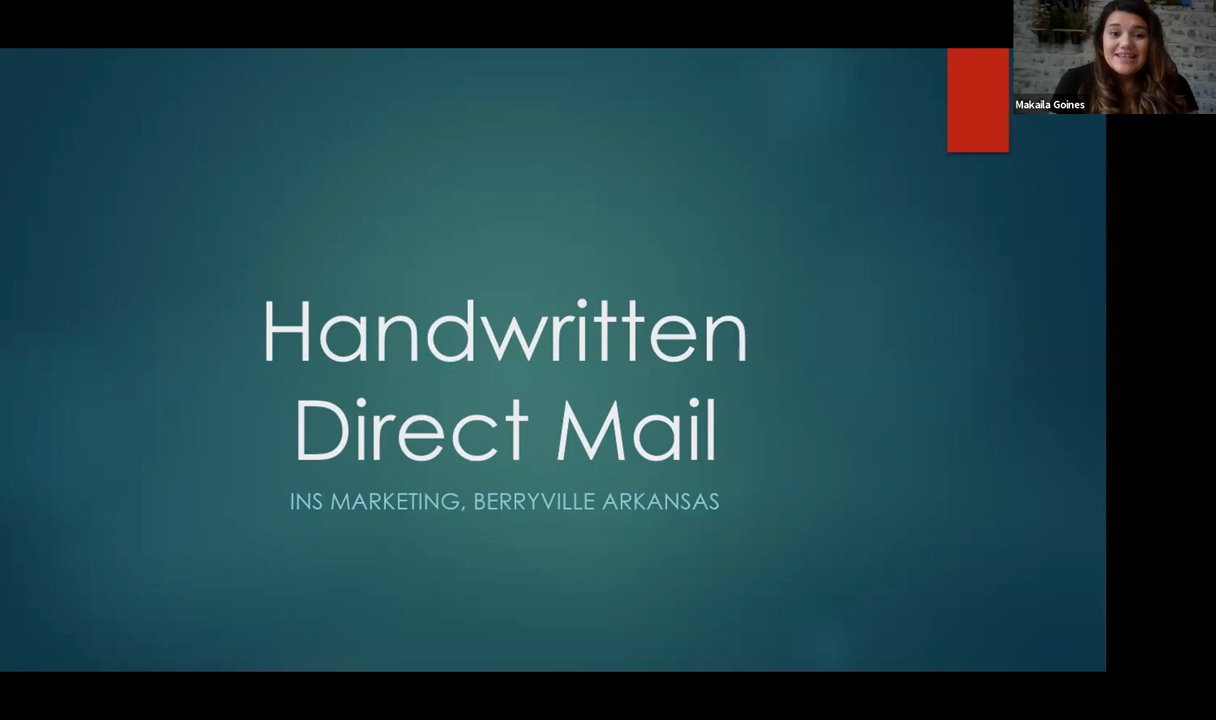 Makaila Goines
Handwritten
Direct Mail
INS MARKETING, BERRYVILLE ARKANSAS